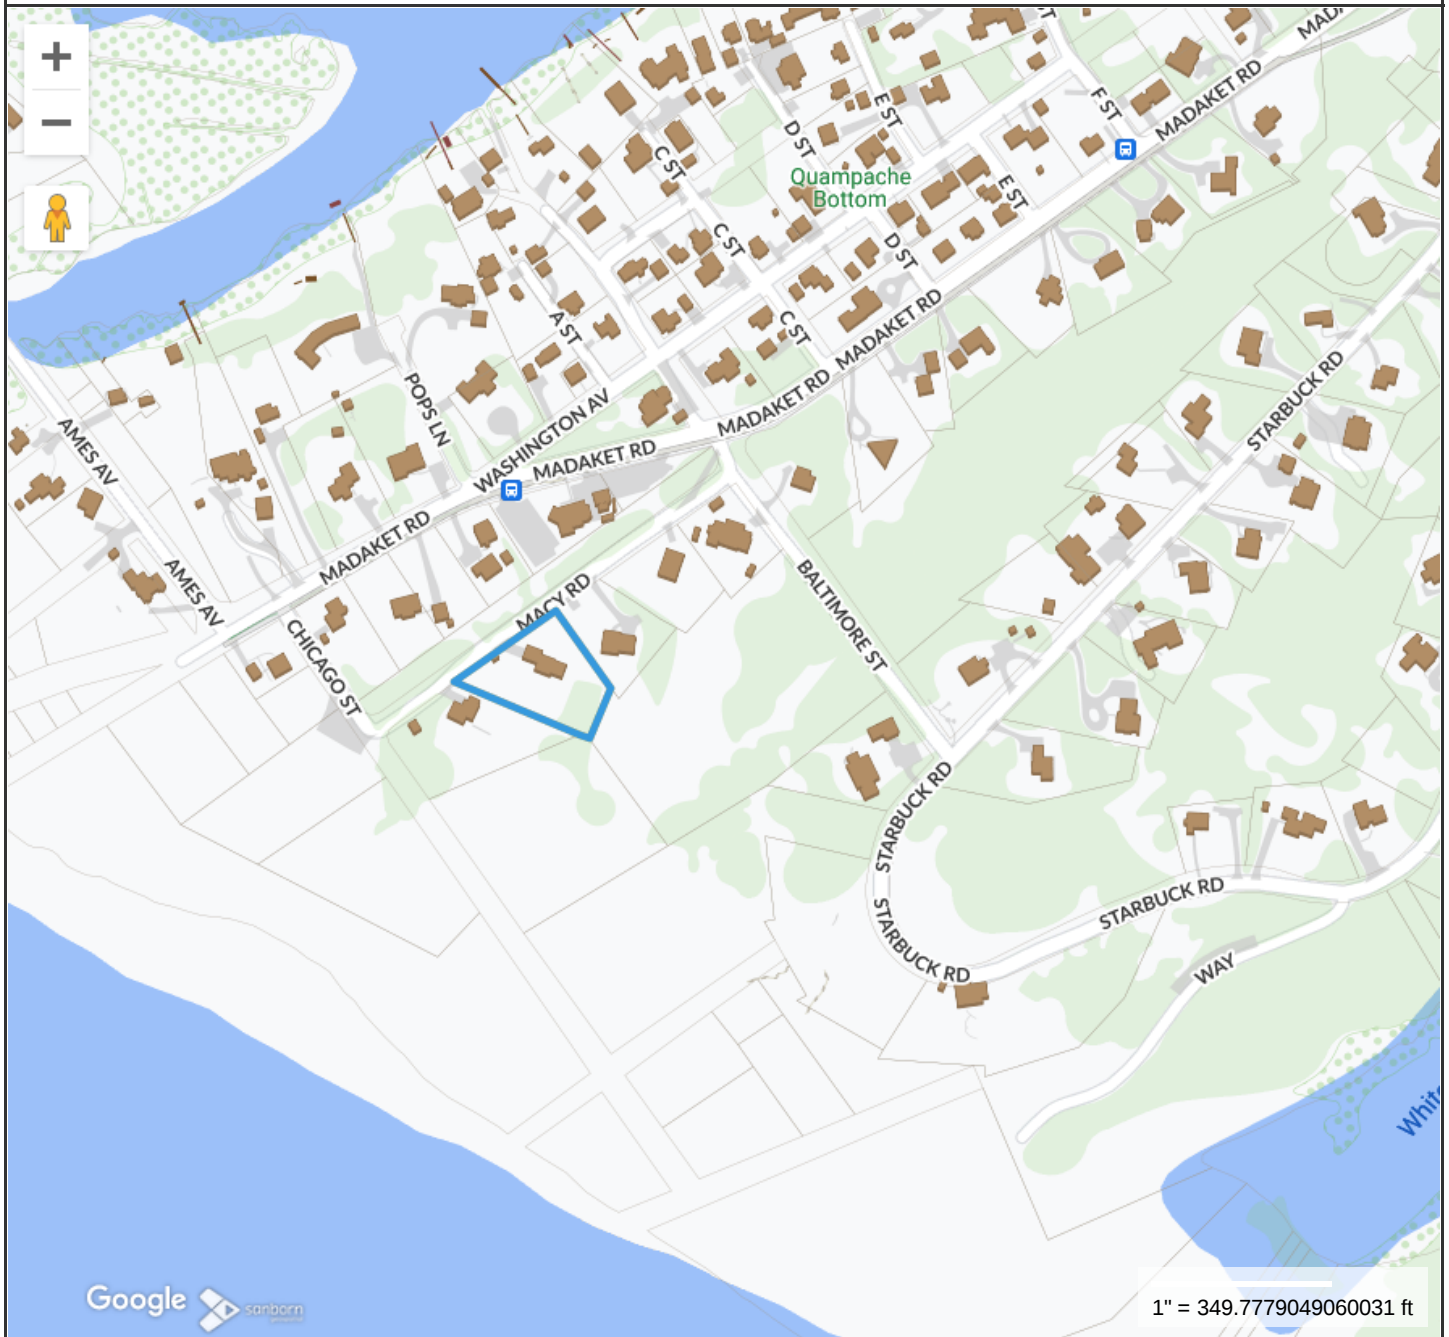 +
−
ST
MADAKET RD
F ST
E ST
D ST
C ST
Quampache
Bottom
E ST
C ST
D ST
A ST
C ST
MADAKET RD
STARBUCK RD
POPS LN
MADAKET RD
WASHINGTON AV
MADAKET RD
AMES AV
MADAKET RD
AMES AV
MACY RD
BALTIMORE ST
CHICAGO ST
STARBUCK RD
STARBUCK RD
STARBUCK RD
WAY
Google
sanborn
1" = 349.7779049060031 ft